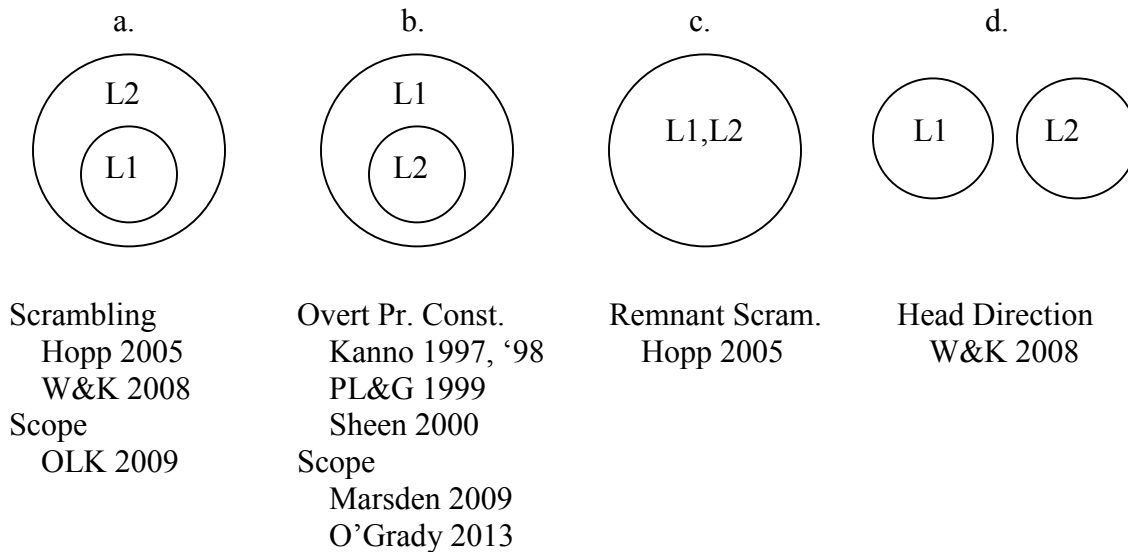 a.
L2
L1
Scrambling
Hopp 2005
W&K 2008
Scope
OLK 2009
b.
L1
L2
Overt Pr. Const.
Kanno 1997, ‘98
PL&G 1999
Sheen 2000
Scope
Marsden 2009
O’Grady 2013
c.
L1,L2
Remnant Scram.
Hopp 2005
d.
L1
L2
Head Direction
W&K 2008